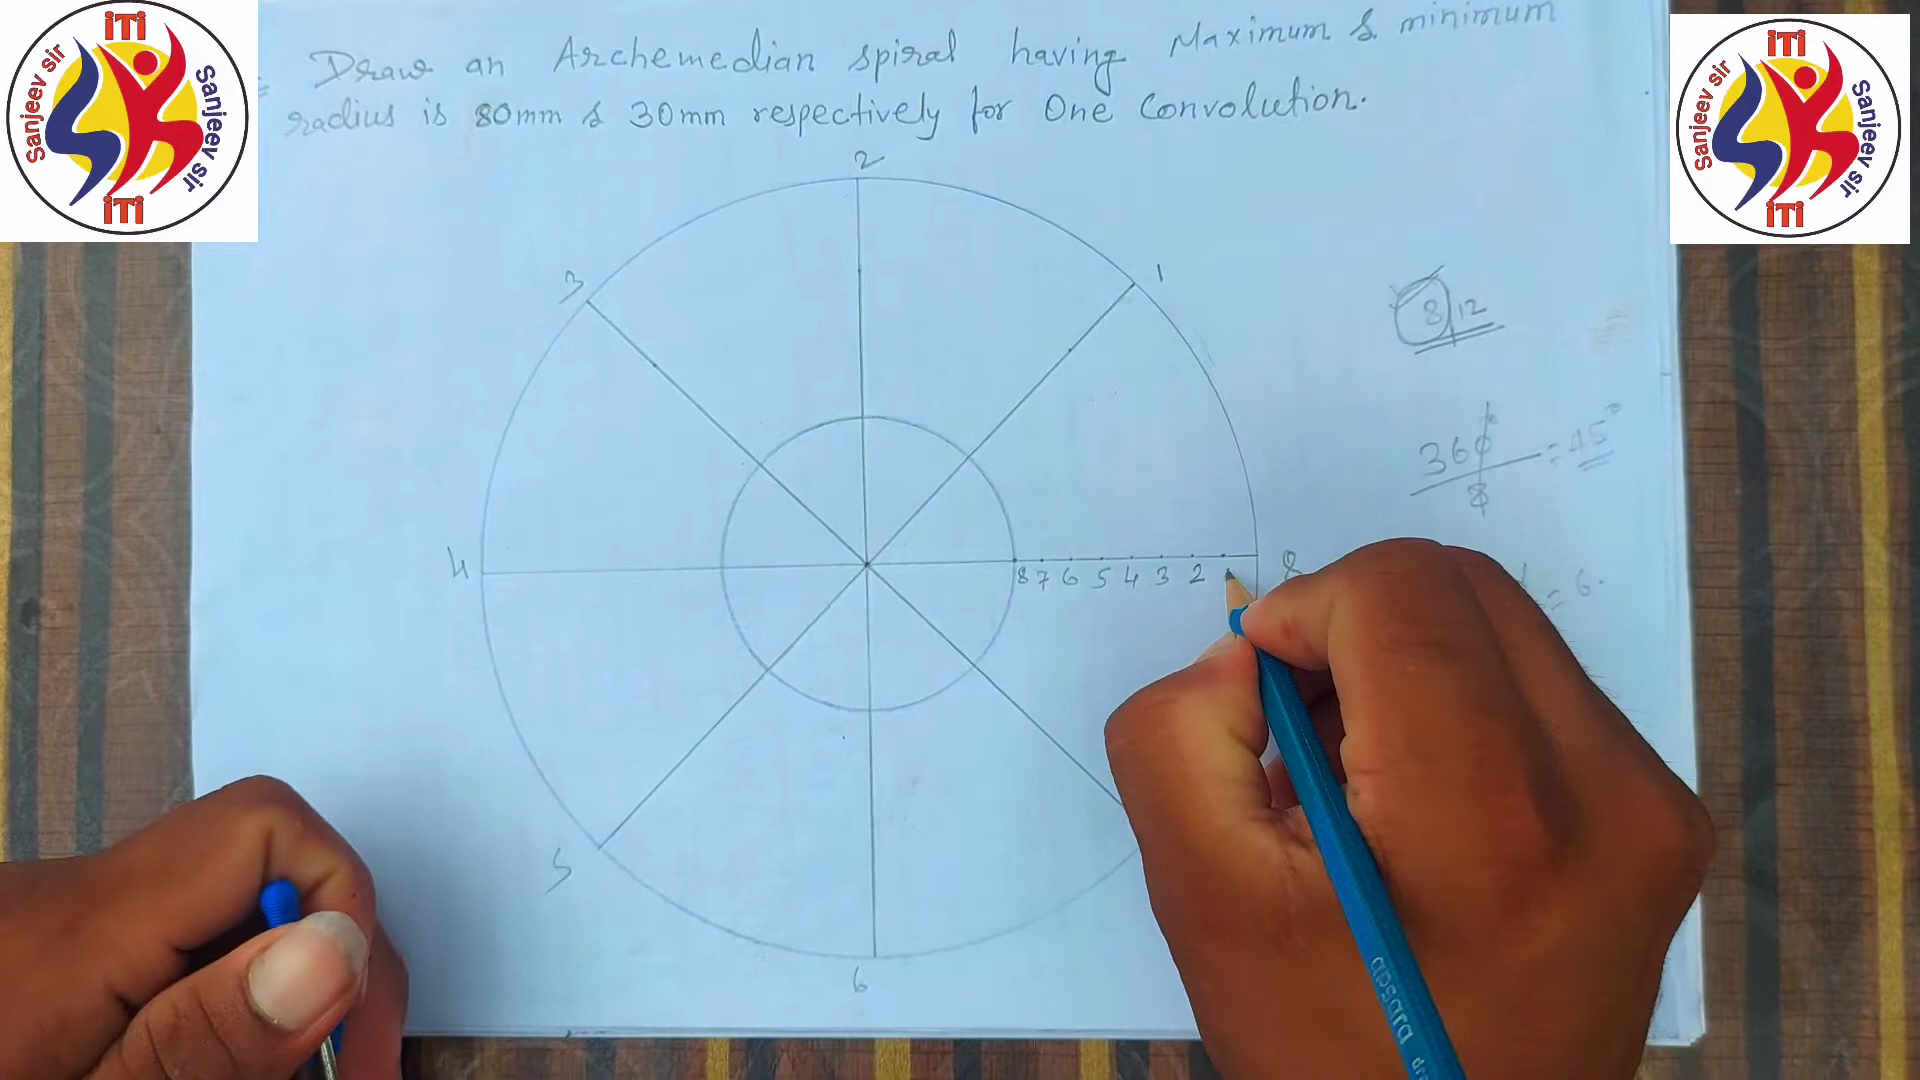 Draw an Archemedian spiral having Maximum & minimum
radius is 80mm & 30mm respectively for One Convolution.
iTi
Sanjeev sir
Sanjeev sir
iTi
iTi
Sanjeev sir
Sanjeev sir
iTi
2
3
1
8 12
360° = 45°
8
4
8 7 6 5 4 3 2
8
= 6.
5
6
apsara